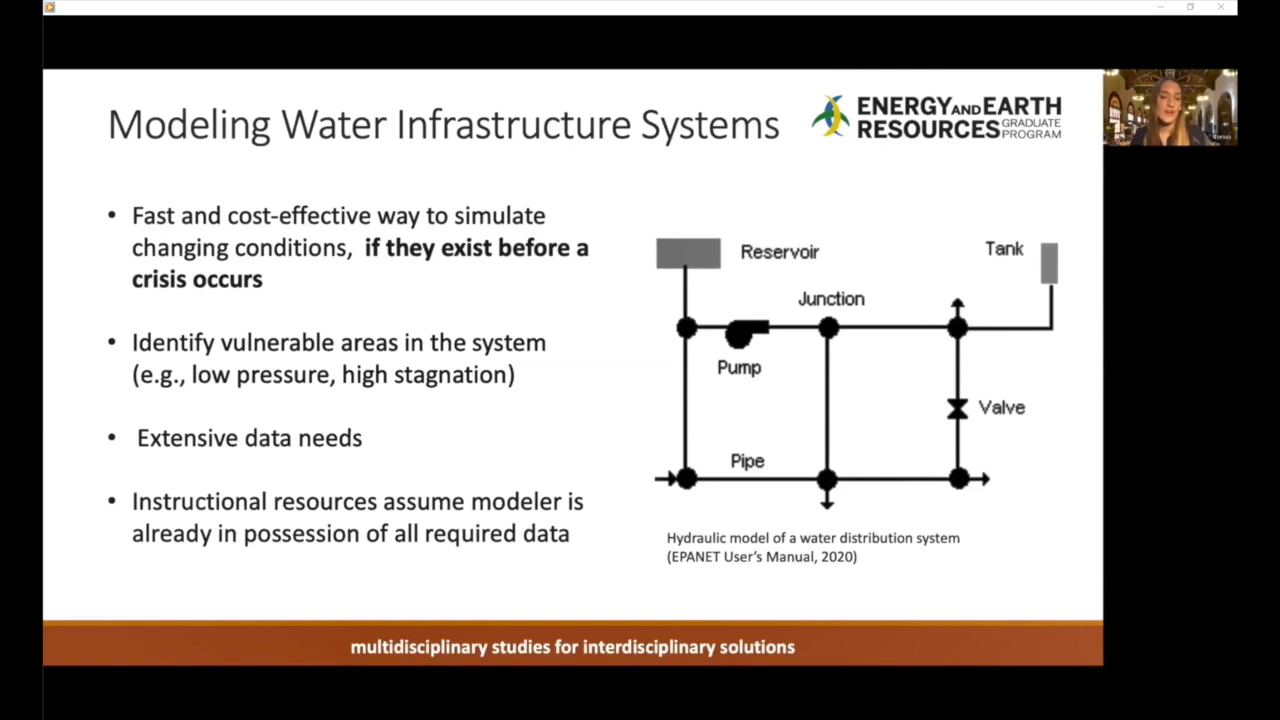 Modeling Water Infrastructure Systems
ENERGY AND EARTH
RESOURCES GRADUATE PROGRAM
• Fast and cost-effective way to simulate
changing conditions, if they exist before a
crisis occurs
• Identify vulnerable areas in the system
(e.g., low pressure, high stagnation)
• Extensive data needs
• Instructional resources assume modeler is
already in possession of all required data
Reservoir
Tank
Junction
Pump
Valve
Pipe
Hydraulic model of a water distribution system
(EPANET User's Manual, 2020)
multidisciplinary studies for interdisciplinary solutions